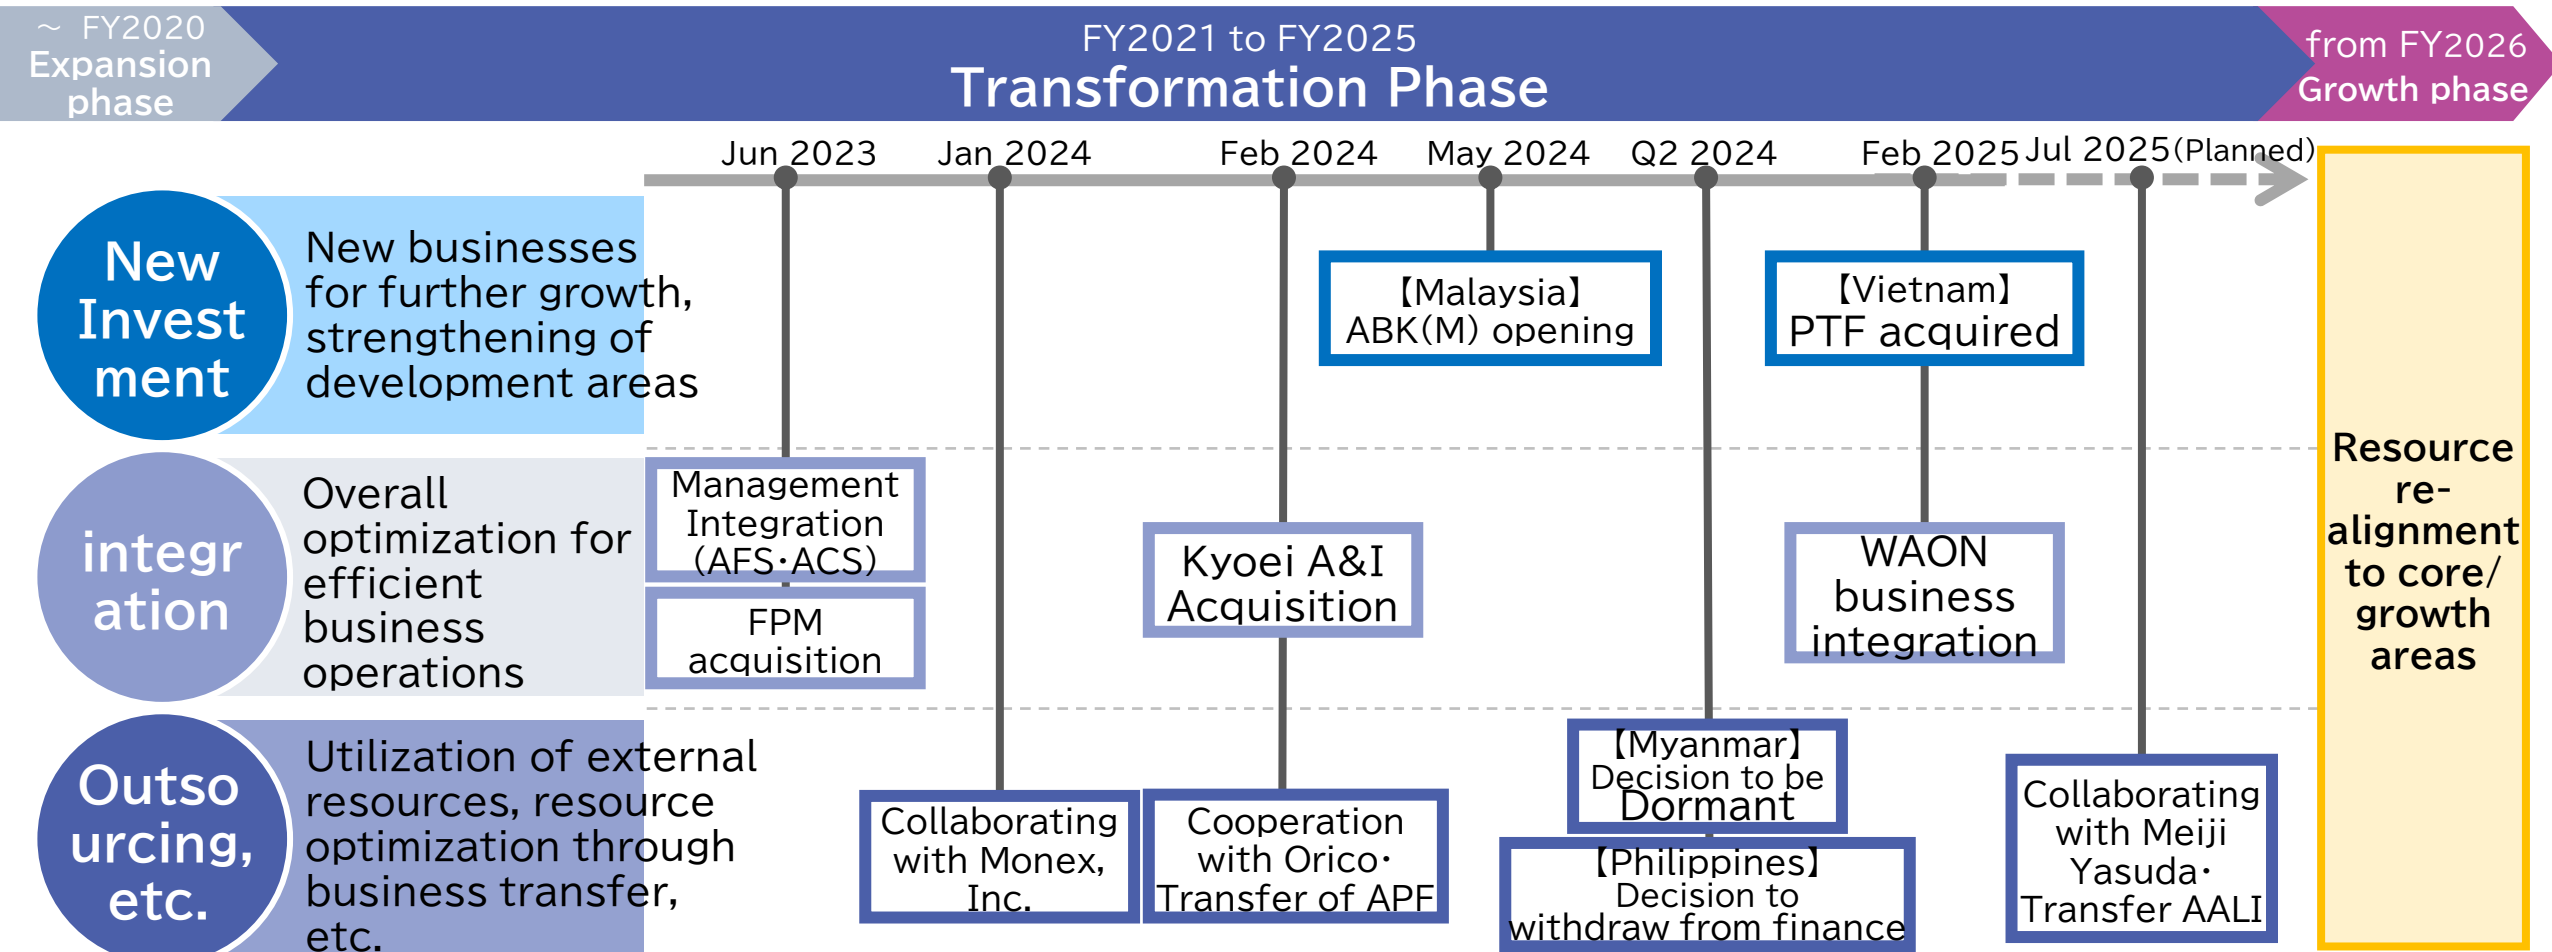 ～ FY2020
Expansion
phase
FY2021 to FY2025
Transformation Phase
from FY2026
Growth phase
Jun 2023
Jan 2024
Feb 2024
May 2024
Q2 2024
Feb 2025
Jul 2025(Planned)
New
Invest
ment
New businesses
for further growth,
strengthening of
development areas
【Malaysia】
ABK(M) opening
【Vietnam】
PTF acquired
integr
ation
Overall
optimization for
efficient
business
operations
Management
Integration
(AFS･ACS)
FPM
acquisition
Kyoei A&I
Acquisition
WAON
business
integration
Outso
urcing,
etc.
Utilization of external
resources, resource
optimization through
business transfer,
etc.
Collaborating
with Monex,
Inc.
Cooperation
with Orico･
Transfer of APF
【Myanmar】
Decision to be
Dormant
【Philippines】
Decision to
withdraw from finance
Collaborating
with Meiji
Yasuda･
Transfer AALI
Resource
re-
alignment
to core/
growth
areas